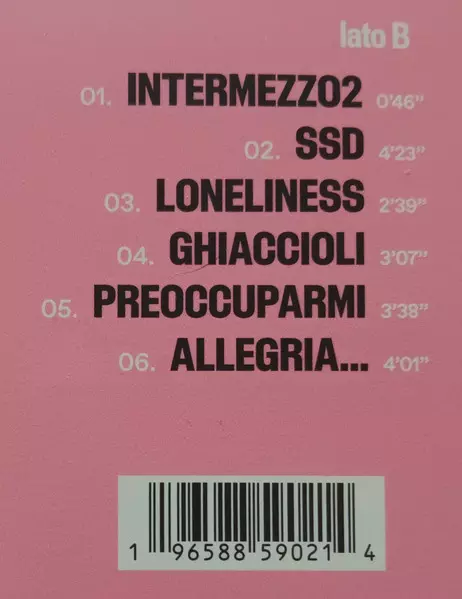 lato B
01. INTERMEZZO2 0'46"
02. SSD 4'23"
03. LONELINESS 2'39"
04. GHIACCIOLI 3'07"
05. PREOCCUPARMI 3'38"
06. ALLEGRIA... 4'01"
1 96588 59021 4